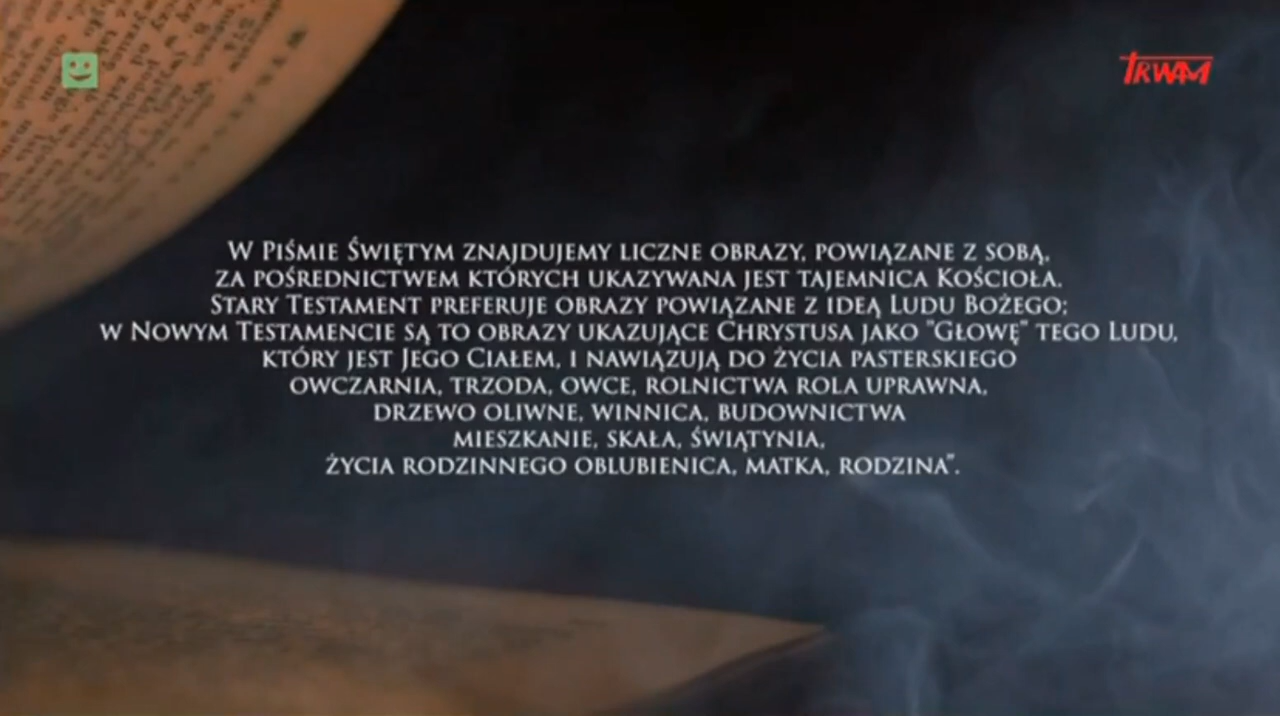 TRWAM
W Piśmie Świętym znajdujemy liczne obrazy, powiązane z sobą,
za pośrednictwem których ukazywana jest tajemnica Kościoła.
Stary Testament preferuje obrazy powiązane z ideą Ludu Bożego;
w Nowym Testamencie są to obrazy ukazujące Chrystusa jako "Głowę" tego Ludu,
który jest Jego Ciałem, i nawiązują do życia pasterskiego
owczarnia, trzoda, owce, rolnictwa rola uprawna,
drzewo oliwne, winnica, budownictwa
mieszkanie, skała, świątynia,
życia rodzinnego oblubienica, matka, rodzina".